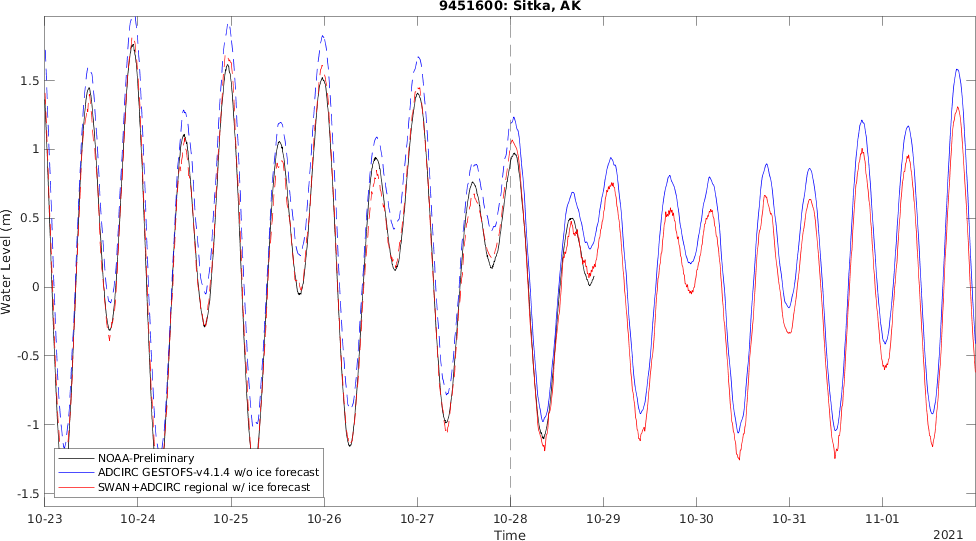 9451600: Sitka, AK
Water Level (m)
1.5
1
0.5
0
-0.5
-1
-1.5
NOAA-Preliminary
ADCIRC GESTOFS-v4.1.4 w/o ice forecast
SWAN+ADCIRC regional w/ ice forecast
10-23 10-24 10-25 10-26 10-27 10-28 10-29 10-30 10-31 11-01
Time
2021